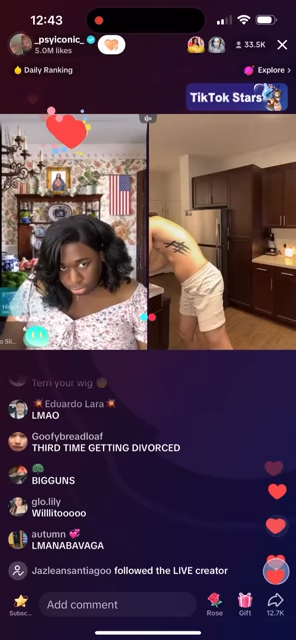 12:43
_psyiconic_
5.0M likes
33.5K
Daily Ranking
Explore >
TikTok Stars
Terri your wig
Eduardo Lara
LMAO
Goofybreadloaf
THIRD TIME GETTING DIVORCED
BIGGUNS
glo.lily
Willlitooooo
autumn
LMANABAVAGA
Jazleansantiagoo followed the LIVE creator
Subsc...
Add comment
Rose
Gift
12.7K